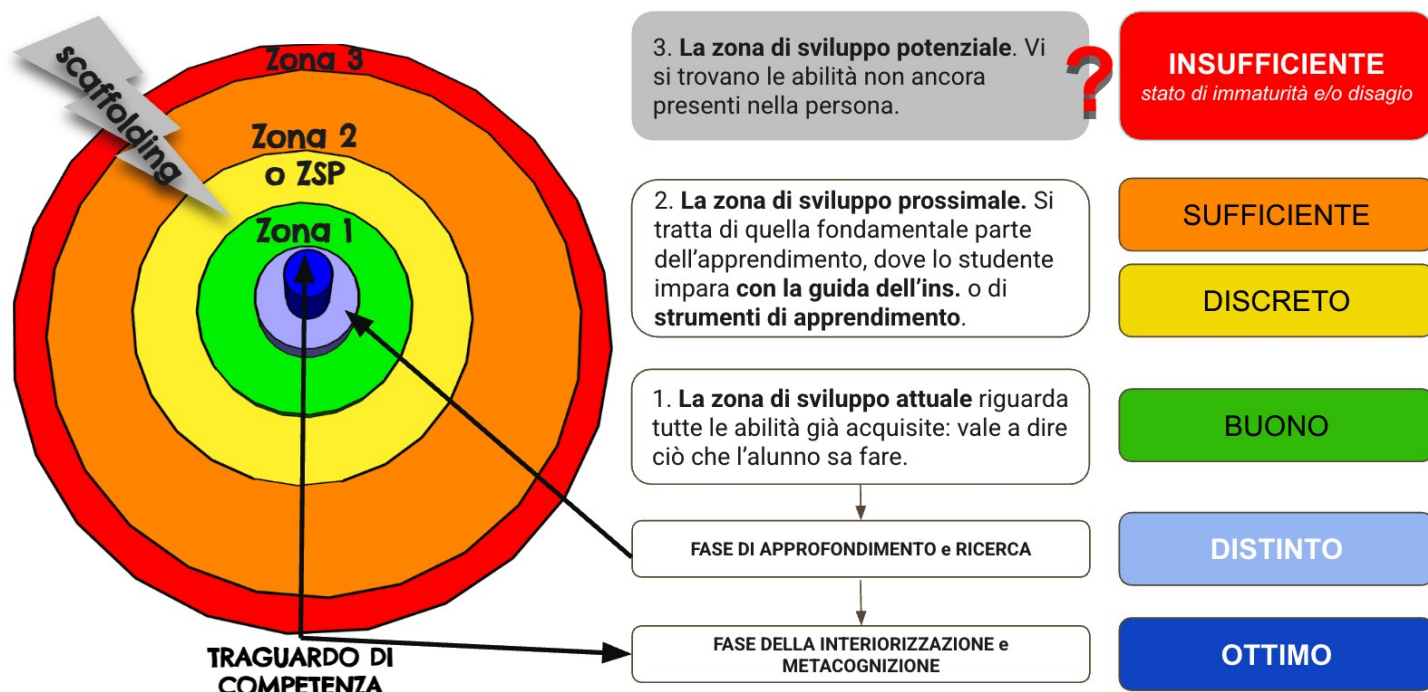 scaffolding
Zona 3
Zona 2
o ZSP
Zona 1
TRAGUARDO DI
COMPETENZA
3. La zona di sviluppo potenziale. Vi
si trovano le abilità non ancora
presenti nella persona.
?
INSUFFICIENTE
stato di immaturità e/o disagio
2. La zona di sviluppo prossimale. Si
tratta di quella fondamentale parte
dell'apprendimento, dove lo studente
impara con la guida dell'ins. o di
strumenti di apprendimento.
SUFFICIENTE
DISCRETO
1. La zona di sviluppo attuale riguarda
tutte le abilità già acquisite: vale a dire
ciò che l'alunno sa fare.
BUONO
FASE DI APPROFONDIMENTO e RICERCA
DISTINTO
FASE DELLA INTERIORIZZAZIONE e
METACOGNIZIONE
OTTIMO